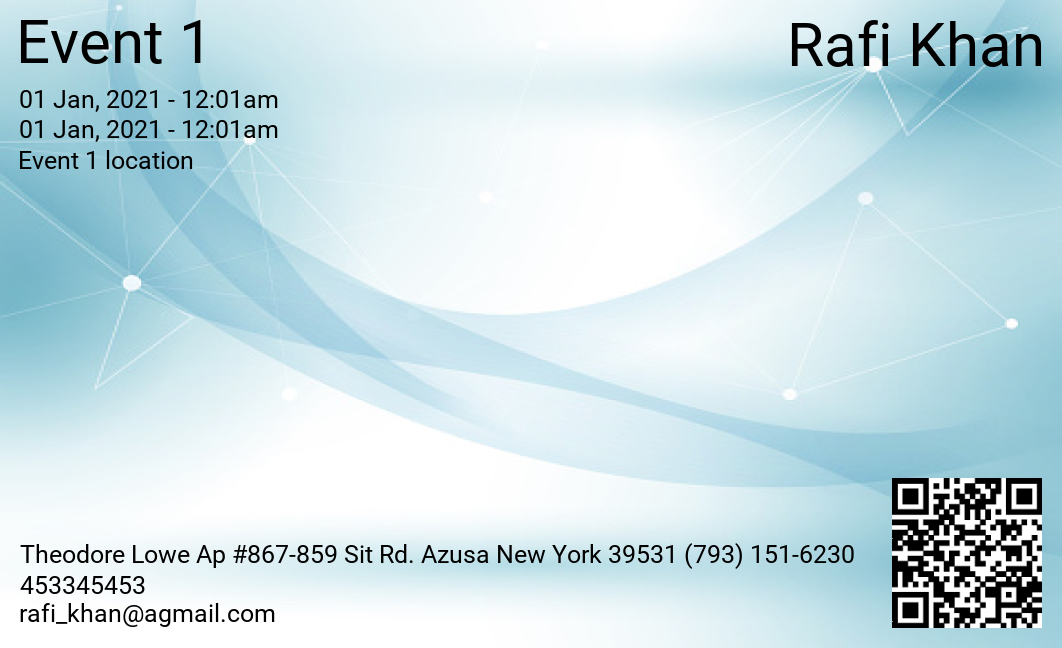 Event 1
Rafi Khan
01 Jan, 2021 - 12:01am
01 Jan, 2021 - 12:01am
Event 1 location
Theodore Lowe Ap #867-859 Sit Rd. Azusa New York 39531 (793) 151-6230
453345453
rafi_khan@agmail.com